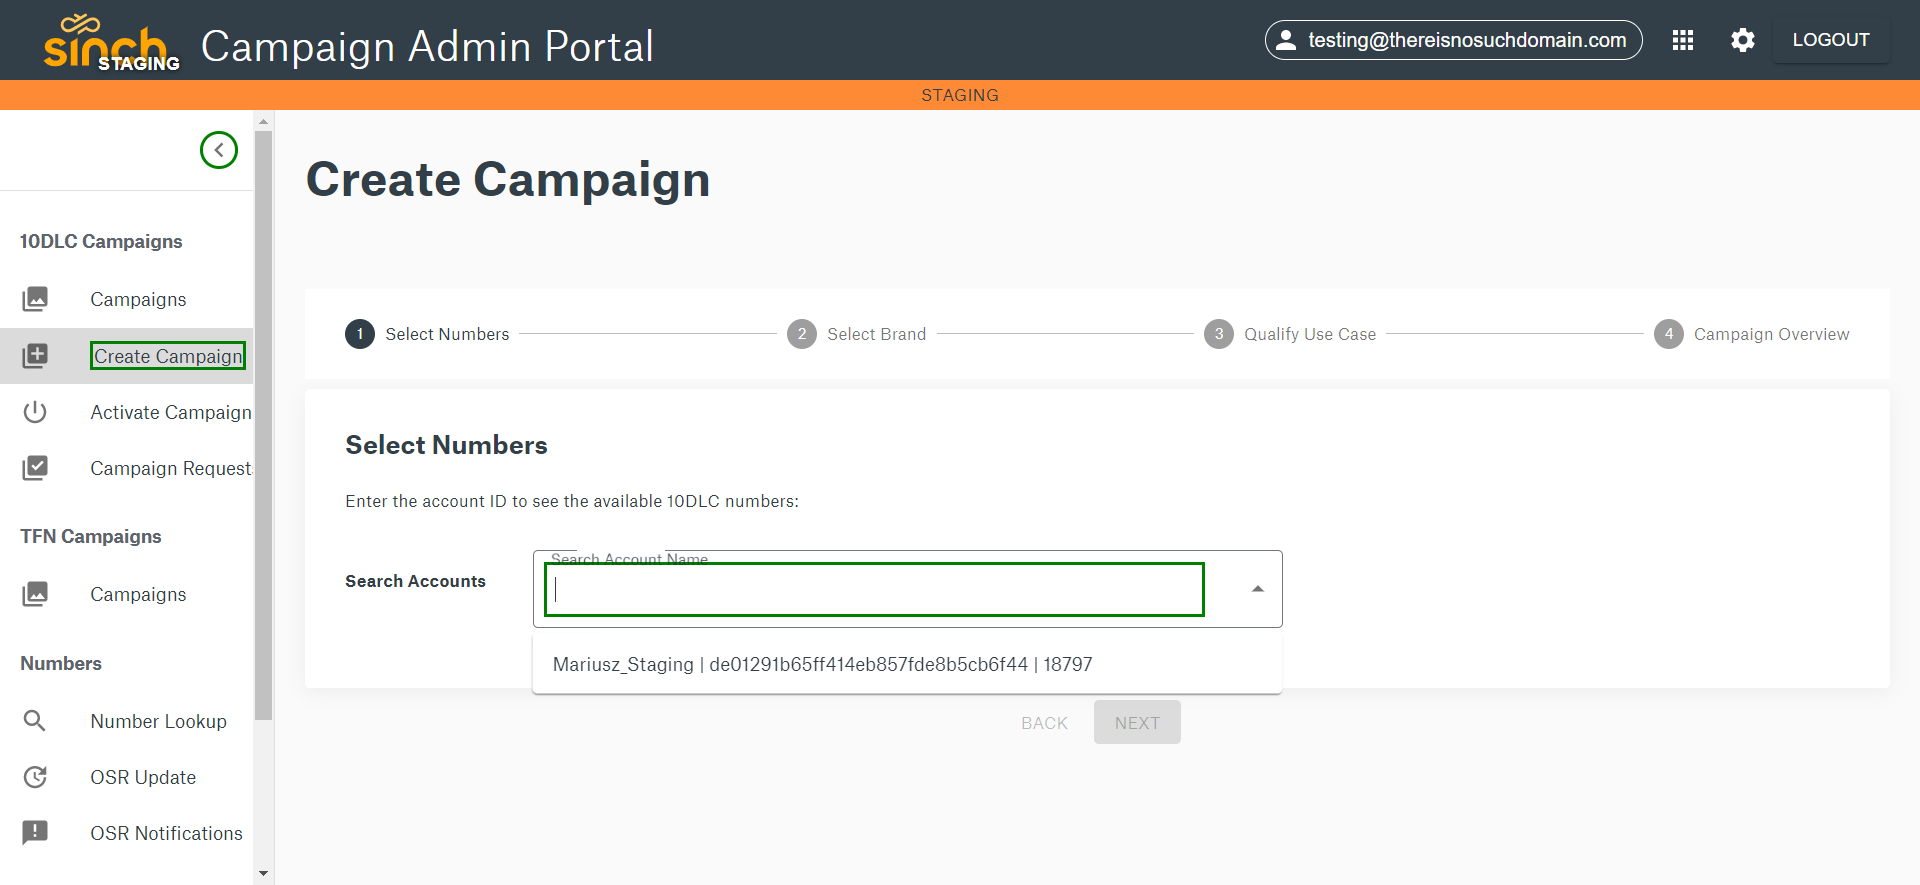 sinch STAGING Campaign Admin Portal testing@thereisnosuchdomain.com LOGOUT
STAGING
Create Campaign
10DLC Campaigns
Campaigns
Create Campaign
Activate Campaign
Campaign Requests
TFN Campaigns
Campaigns
Numbers
Number Lookup
OSR Update
OSR Notifications
1 Select Numbers 2 Select Brand 3 Qualify Use Case 4 Campaign Overview
Select Numbers
Enter the account ID to see the available 10DLC numbers:
Search Accounts
Search Account Name
Mariusz_Staging | de01291b65ff414eb857fde8b5cb6f44 | 18797
BACK NEXT